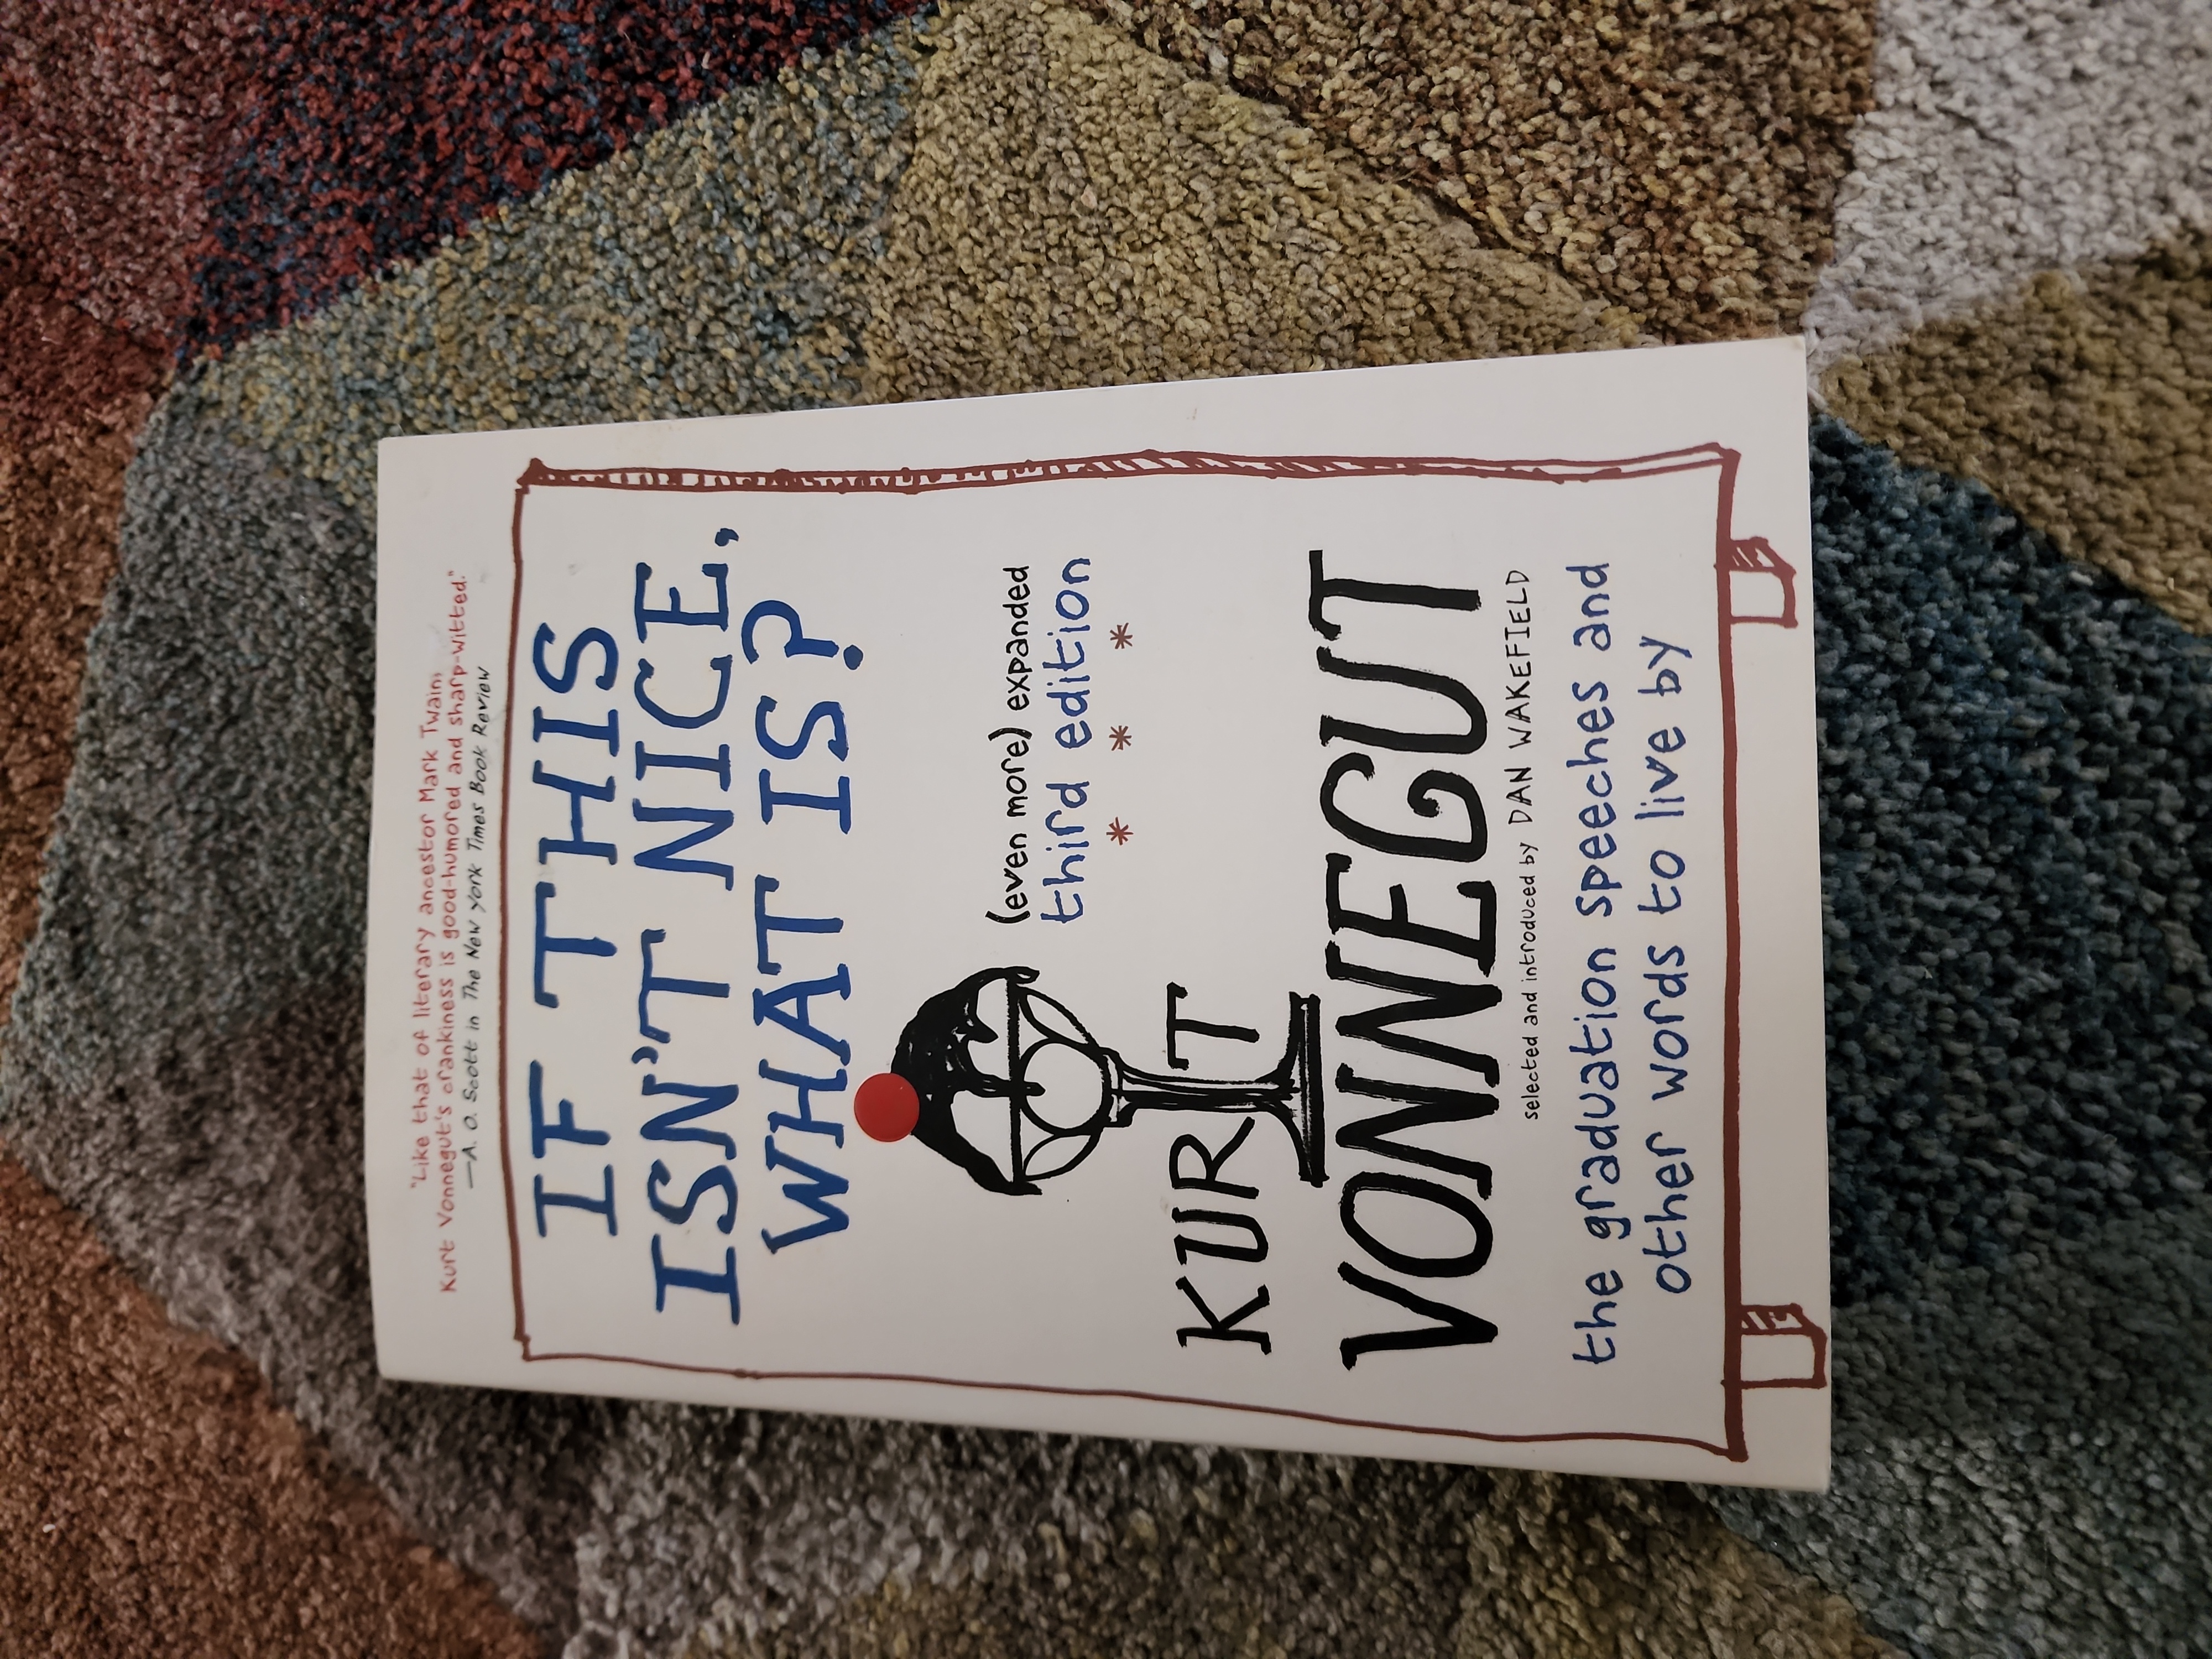 "Like that of literary ancestor Mark Twain,
Kurt Vonnegut's crankiness is good-humored and sharp-witted."
—A. O. Scott in The New York Times Book Review
IF THIS
ISN'T NICE,
WHAT IS?
(even more) expanded
third edition
* * *
KURT
VONNEGUT
selected and introduced by DAN WAKEFIELD
the graduation speeches and
other words to live by